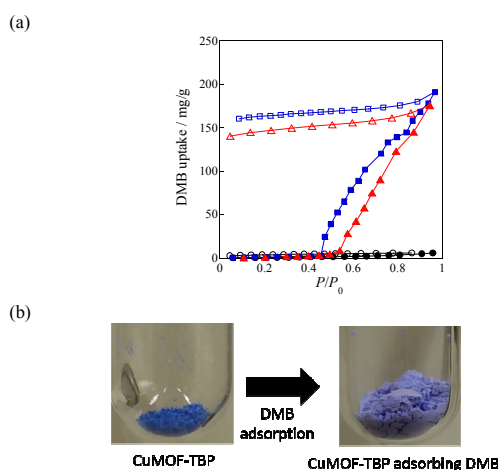 (a)
250
200
150
100
50
0
DMB uptake / mg/g
0 0.2 0.4 0.6 0.8 1
P/P0
(b)
DMB
adsorption
CuMOF-TBP
CuMOF-TBP adsorbing DMB